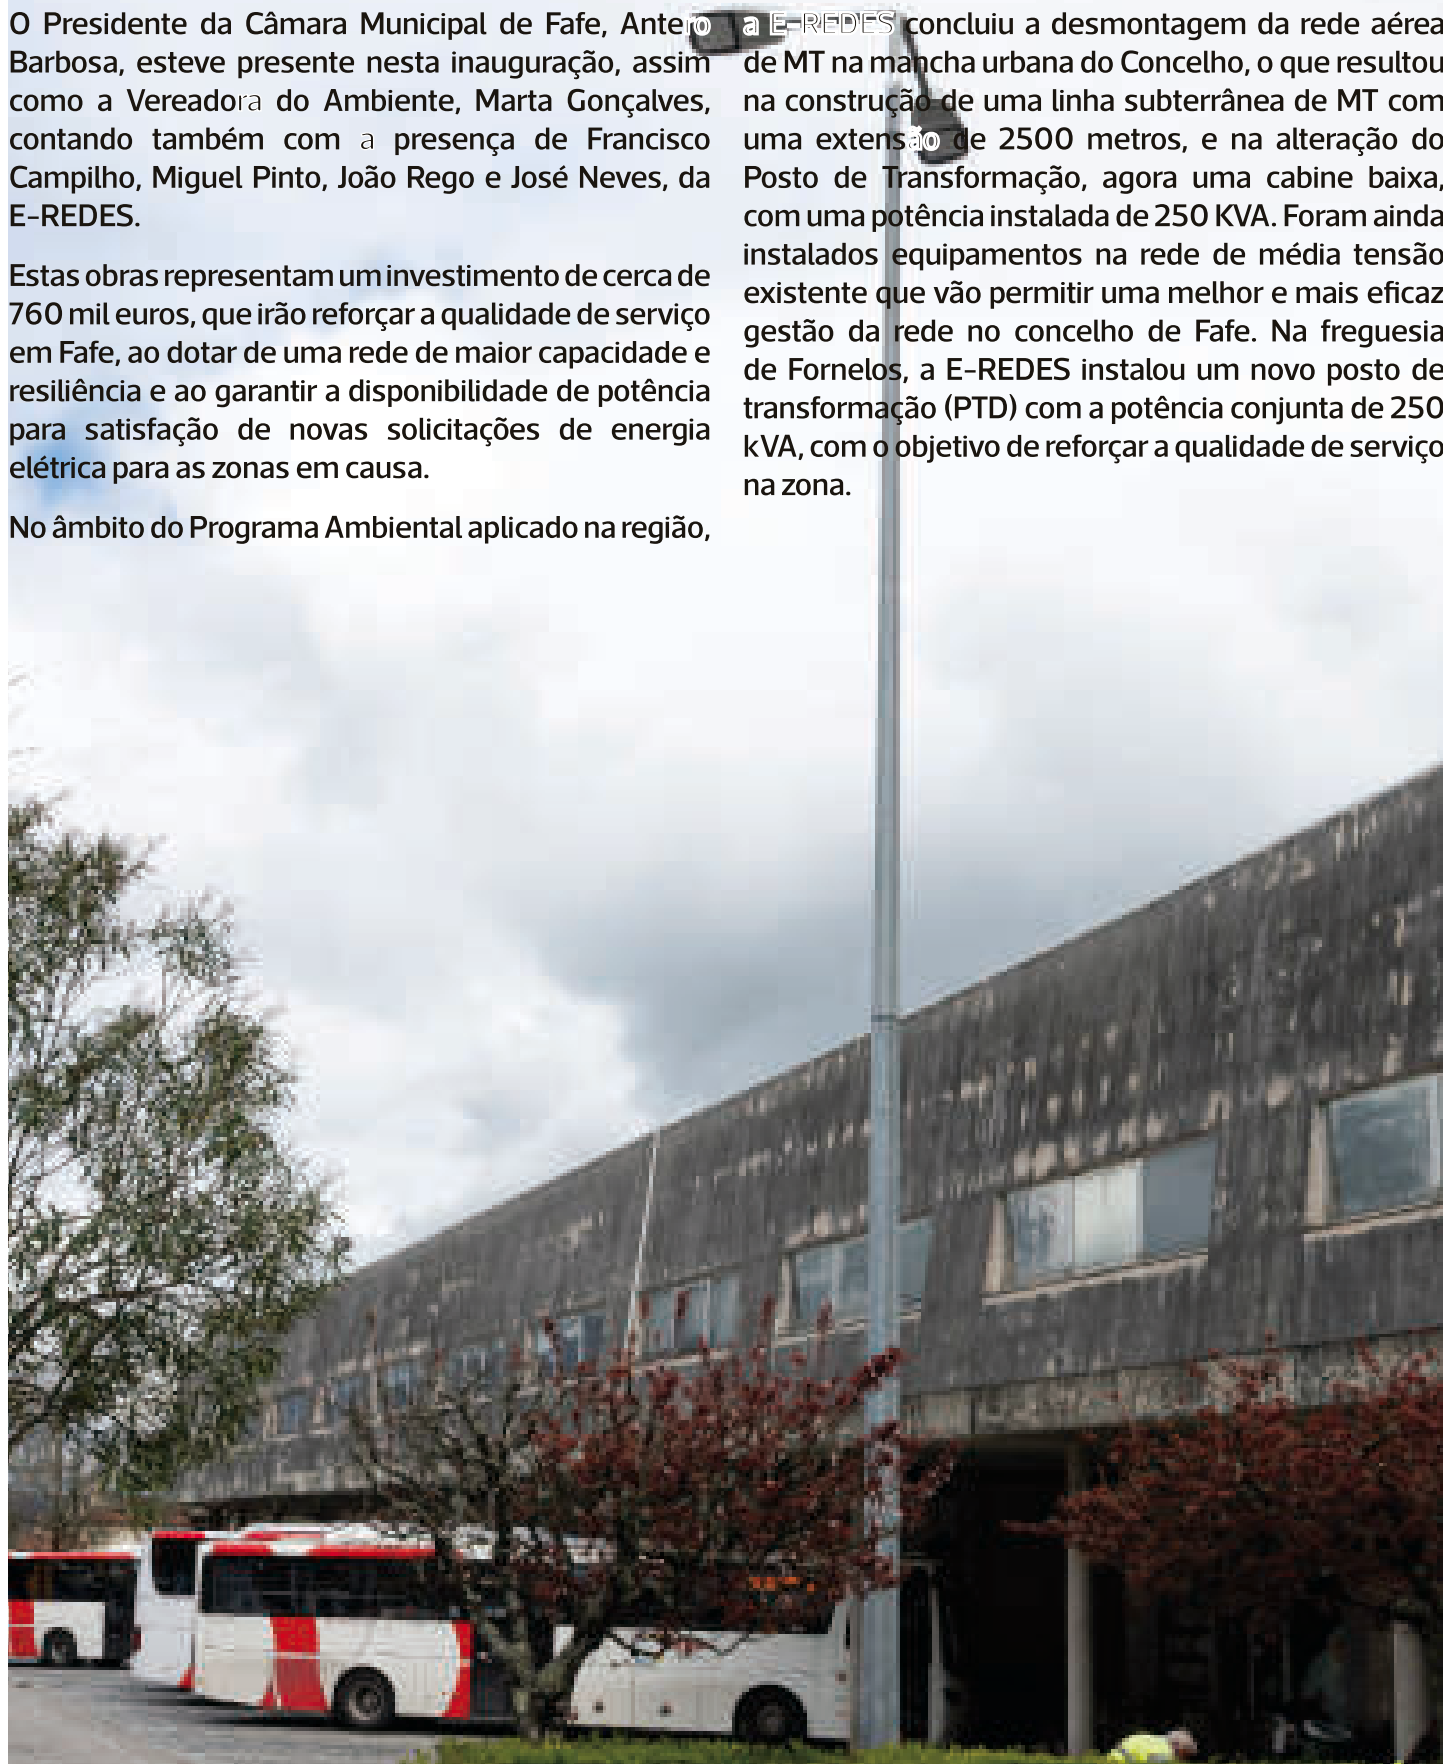 O Presidente da Câmara Municipal de Fafe, Antero
Barbosa, esteve presente nesta inauguração, assim
como a Vereadora do Ambiente, Marta Gonçalves,
contando também com a presença de Francisco
Campilho, Miguel Pinto, João Rego e José Neves, da
E-REDES.
Estas obras representam um investimento de cerca de
760 mil euros, que irão reforçar a qualidade de serviço
em Fafe, ao dotar de uma rede de maior capacidade e
resiliência e ao garantir a disponibilidade de potência
para satisfação de novas solicitações de energia
elétrica para as zonas em causa.
No âmbito do Programa Ambiental aplicado na região,
a E-REDES concluiu a desmontagem da rede aérea
de MT na mancha urbana do Concelho, o que resultou
na construção de uma linha subterrânea de MT com
uma extensão de 2500 metros, e na alteração do
Posto de Transformação, agora uma cabine baixa,
com uma potência instalada de 250 KVA. Foram ainda
instalados equipamentos na rede de média tensão
existente que vão permitir uma melhor e mais eficaz
gestão da rede no concelho de Fafe. Na freguesia
de Fornelos, a E-REDES instalou um novo posto de
transformação (PTD) com a potência conjunta de 250
kVA, com o objetivo de reforçar a qualidade de serviço
na zona.